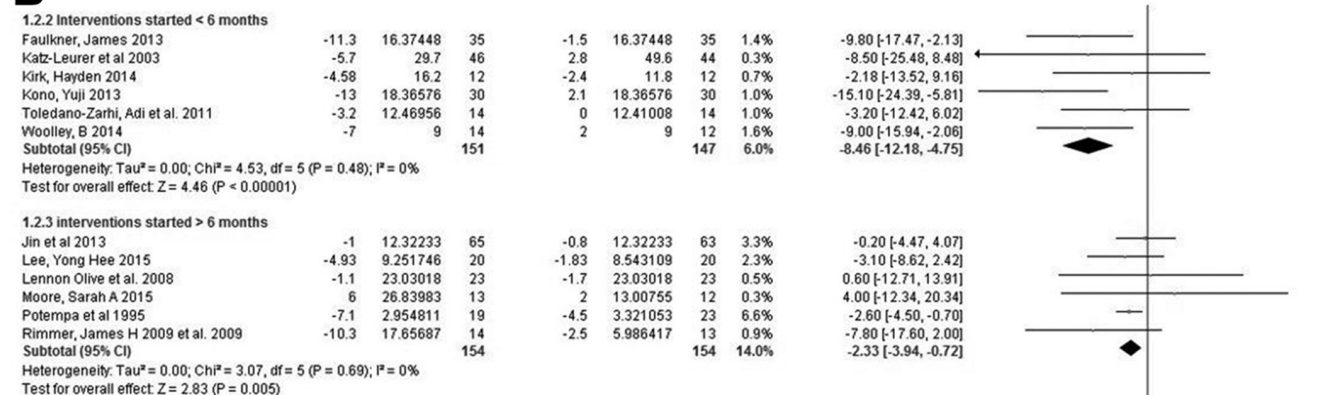 1.2.2 Interventions started < 6 months
Faulkner, James 2013 -11.3 16.37448 35 -1.5 16.37448 35 1.4% -9.80 [-17.47, -2.13]
Katz-Leurer et al 2003 -5.7 29.7 46 2.8 49.6 44 0.3% -8.50 [-25.48, 8.48]
Kirk, Hayden 2014 -4.58 16.2 12 -2.4 11.8 12 0.7% -2.18 [-13.52, 9.16]
Kono, Yuji 2013 -13 18.36576 30 2.1 18.36576 30 1.0% -15.10 [-24.39, -5.81]
Toledano-Zarhi, Adi et al. 2011 -3.2 12.46956 14 0 12.41008 14 1.0% -3.20 [-12.42, 6.02]
Woolley, B 2014 -7 9 14 2 9 12 1.6% -9.00 [-15.94, -2.06]
Subtotal (95% CI) 151 147 6.0% -8.46 [-12.18, -4.75]
Heterogeneity: Tau² = 0.00; Chi² = 4.53, df = 5 (P = 0.48); I² = 0%
Test for overall effect: Z = 4.46 (P < 0.00001)
1.2.3 interventions started > 6 months
Jin et al 2013 -1 12.32233 65 -0.8 12.32233 63 3.3% -0.20 [-4.47, 4.07]
Lee, Yong Hee 2015 -4.93 9.251746 20 -1.83 8.543109 20 2.3% -3.10 [-8.62, 2.42]
Lennon Olive et al. 2008 -1.1 23.03018 23 -1.7 23.03018 23 0.5% 0.60 [-12.71, 13.91]
Moore, Sarah A 2015 6 26.83983 13 2 13.00755 12 0.3% 4.00 [-12.34, 20.34]
Potempa et al 1995 -7.1 2.954811 19 -4.5 3.321053 23 6.6% -2.60 [-4.50, -0.70]
Rimmer, James H 2009 et al. 2009 -10.3 17.65687 14 -2.5 5.986417 13 0.9% -7.80 [-17.60, 2.00]
Subtotal (95% CI) 154 154 14.0% -2.33 [-3.94, -0.72]
Heterogeneity: Tau² = 0.00; Chi² = 3.07, df = 5 (P = 0.69); I² = 0%
Test for overall effect: Z = 2.83 (P = 0.005)